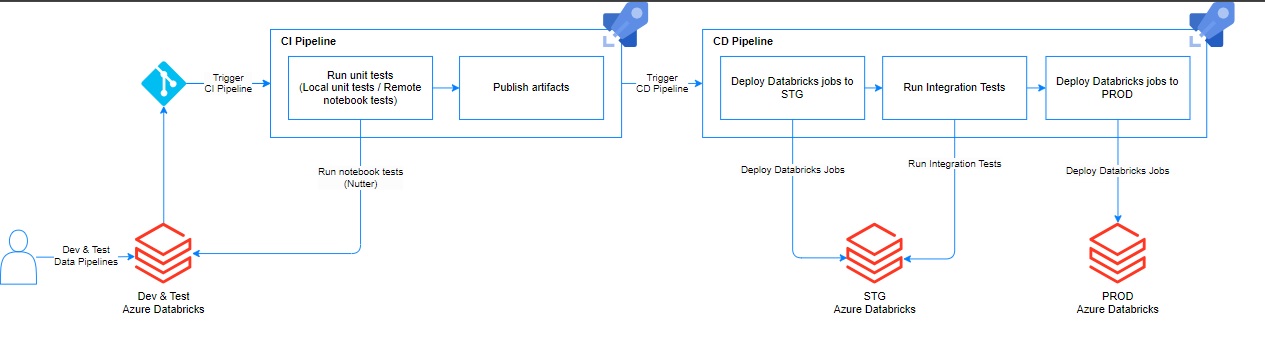 CI Pipeline
CD Pipeline
Trigger
CI Pipeline
Run unit tests
(Local unit tests / Remote
notebook tests)
Publish artifacts
Trigger
CD Pipeline
Deploy Databricks jobs to
STG
Run Integration Tests
Deploy Databricks jobs to
PROD
Run notebook tests
(Nutter)
Deploy Databricks Jobs
Run Integration Tests
Deploy Databricks Jobs
Dev & Test
Data Pipelines
Dev & Test
Azure Databricks
STG
Azure Databricks
PROD
Azure Databricks